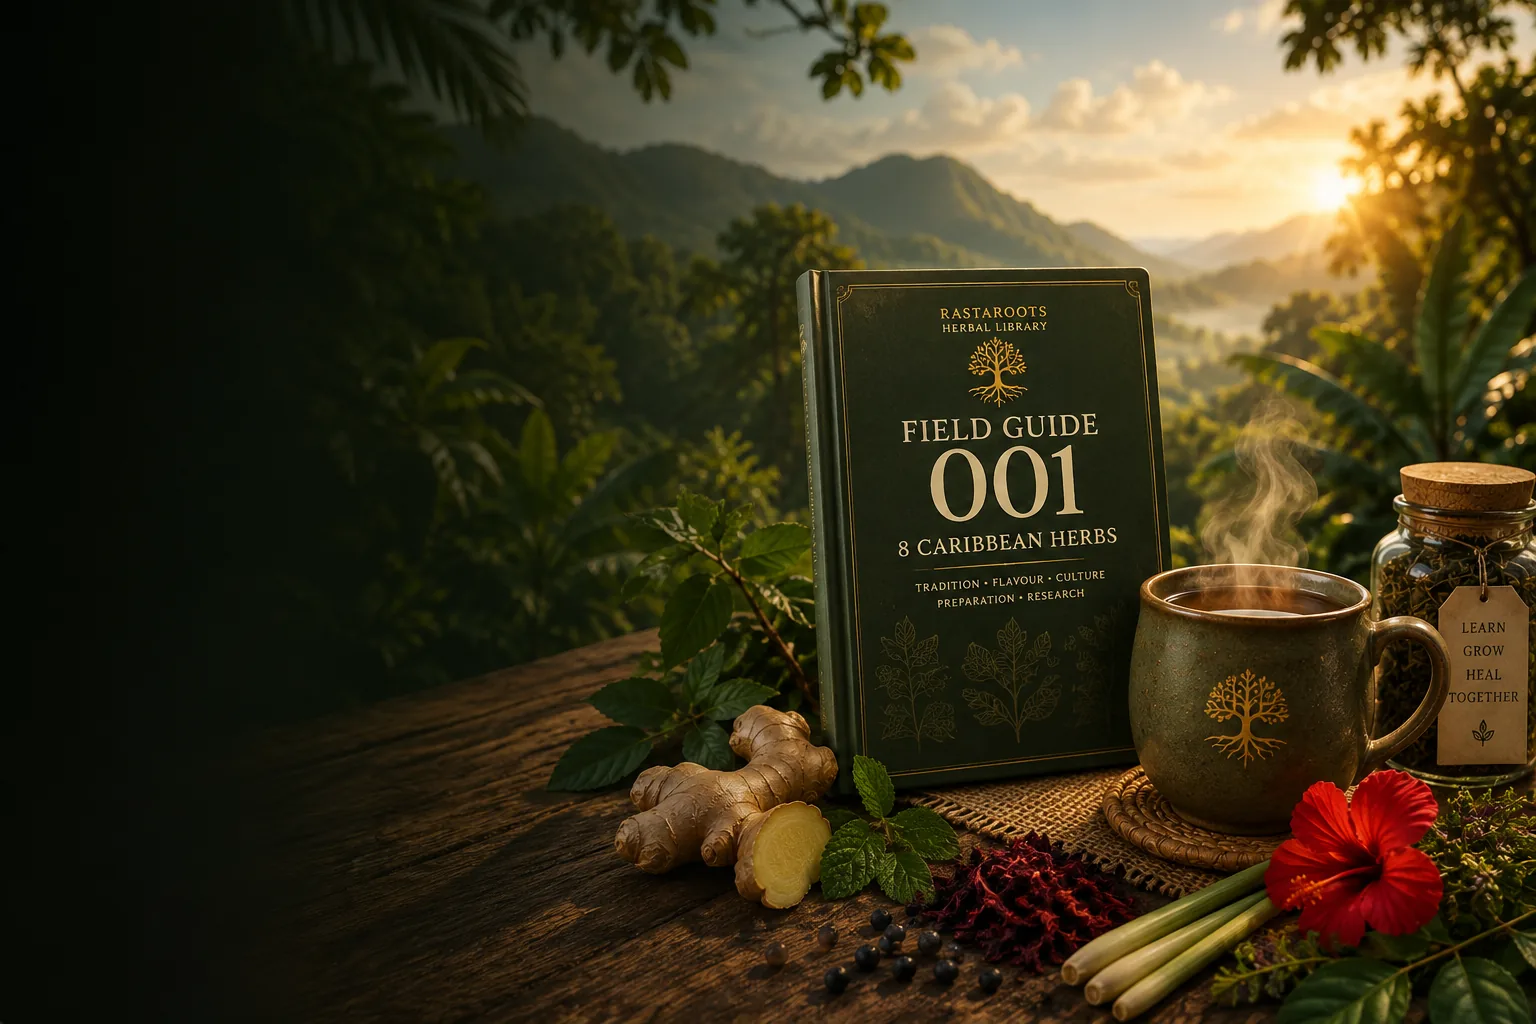 RASTAROOTS
HERBAL LIBRARY
FIELD GUIDE
001
8 CARIBBEAN HERBS
TRADITION • FLAVOUR • CULTURE
PREPARATION • RESEARCH
LEARN
GROW
HEAL
TOGETHER